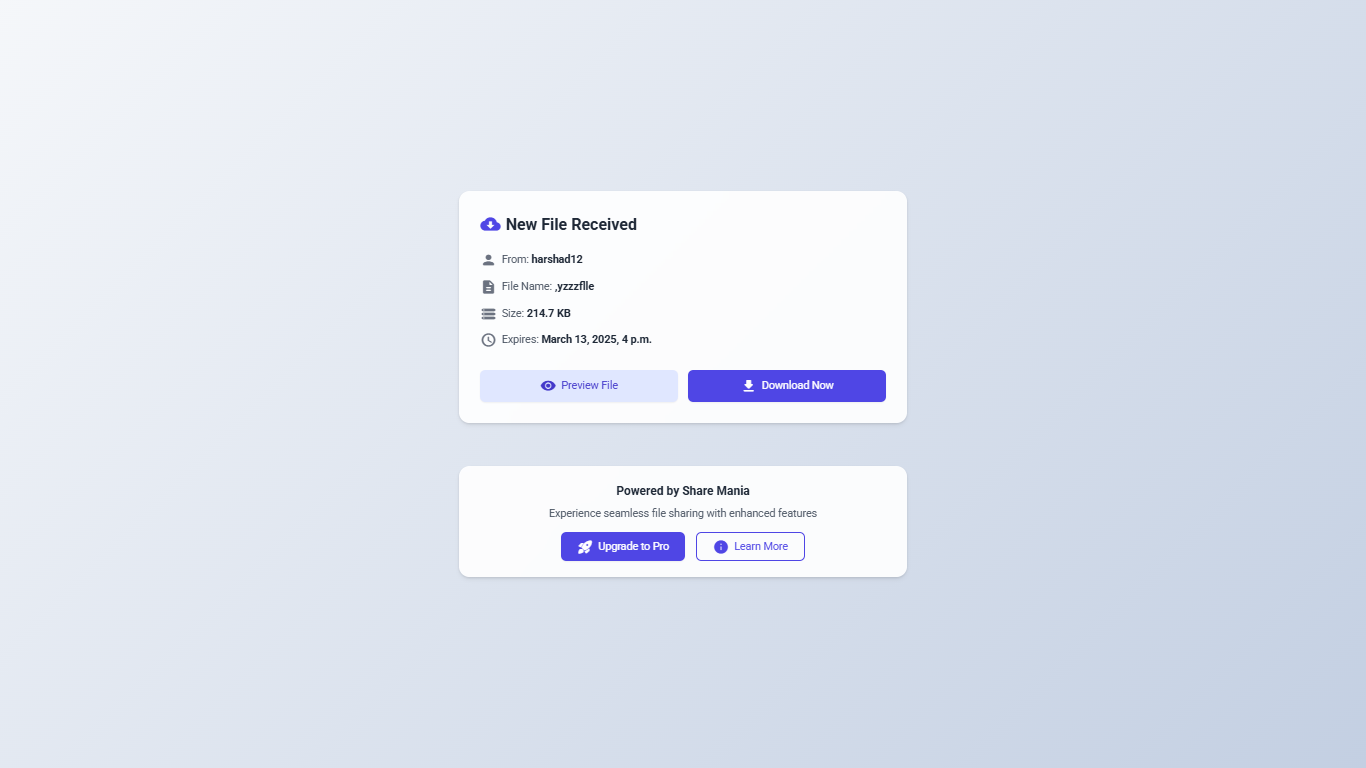 New File Received
From: harshad12
File Name: ,yzzzflle
Size: 214.7 KB
Expires: March 13, 2025, 4 p.m.
Preview File
Download Now
Powered by Share Mania
Experience seamless file sharing with enhanced features
Upgrade to Pro
Learn More